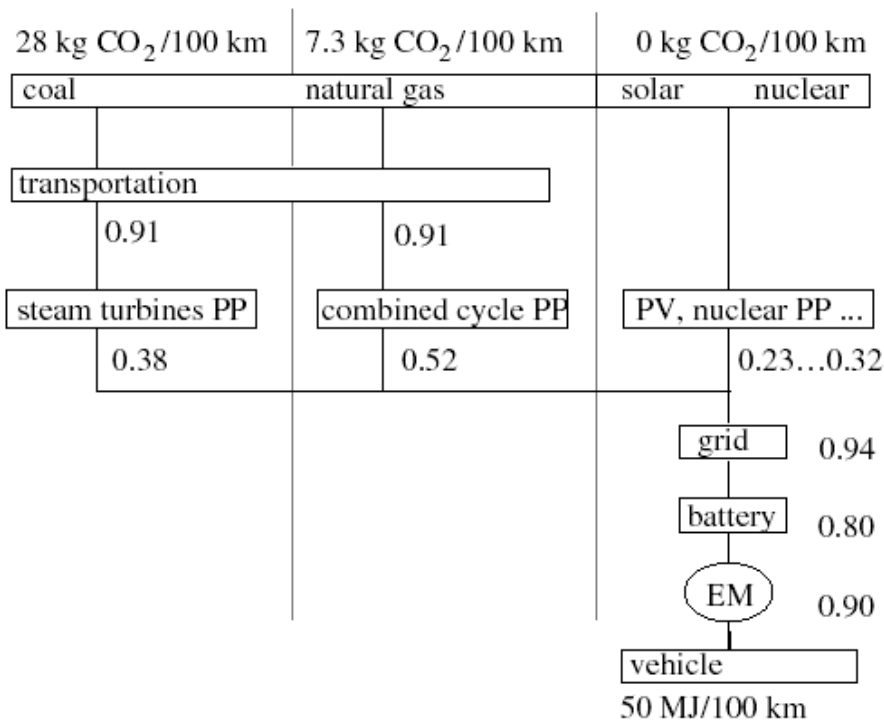 28 kg CO2/100 km 7.3 kg CO2/100 km 0 kg CO2/100 km
coal natural gas solar nuclear
transportation
0.91 0.91
steam turbines PP combined cycle PP PV, nuclear PP ...
0.38 0.52 0.23...0.32
grid 0.94
battery 0.80
EM 0.90
vehicle
50 MJ/100 km